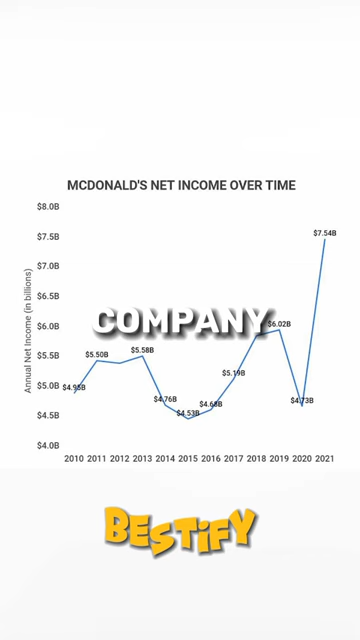 MCDONALD'S NET INCOME OVER TIME
$8.0B
$7.5B
$7.0B
$6.5B
$6.0B
$5.5B
$5.0B
$4.5B
$4.0B
Annual Net Income (in billions)
$4.95B
$5.50B
$5.58B
$4.76B
$4.53B
$4.68B
$5.19B
$6.02B
$4.73B
$7.54B
COMPANY
2010 2011 2012 2013 2014 2015 2016 2017 2018 2019 2020 2021
BESTiFY